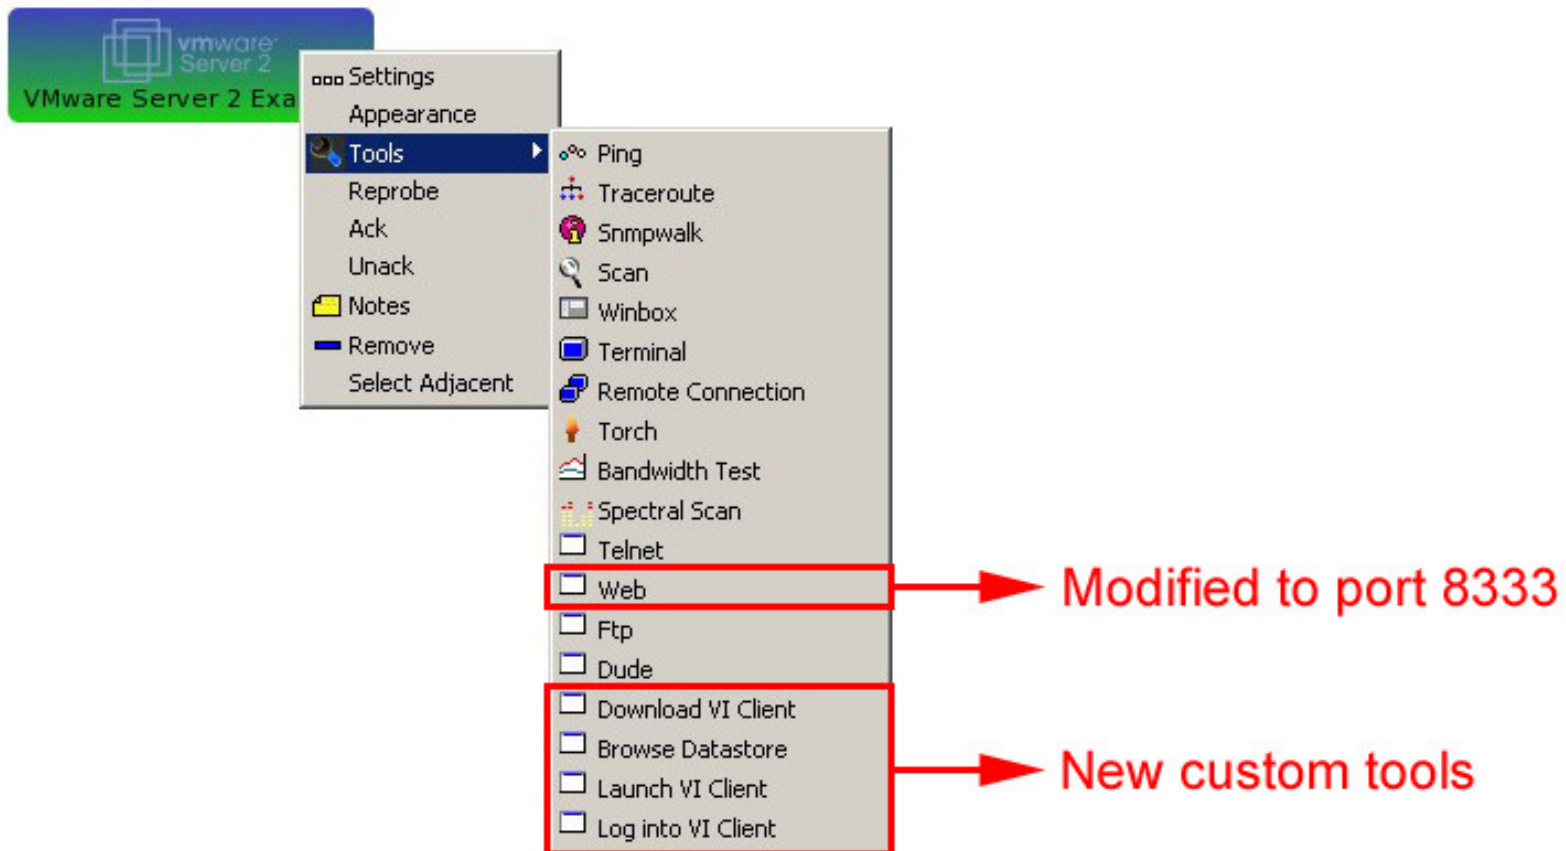 vmware
Server 2
VMware Server 2 Exa
Settings
Appearance
Tools
Reprobe
Ack
Unack
Notes
Remove
Select Adjacent
Ping
Traceroute
Snmpwalk
Scan
Winbox
Terminal
Remote Connection
Torch
Bandwidth Test
Spectral Scan
Telnet
Web
Ftp
Dude
Download VI Client
Browse Datastore
Launch VI Client
Log into VI Client
Modified to port 8333
New custom tools